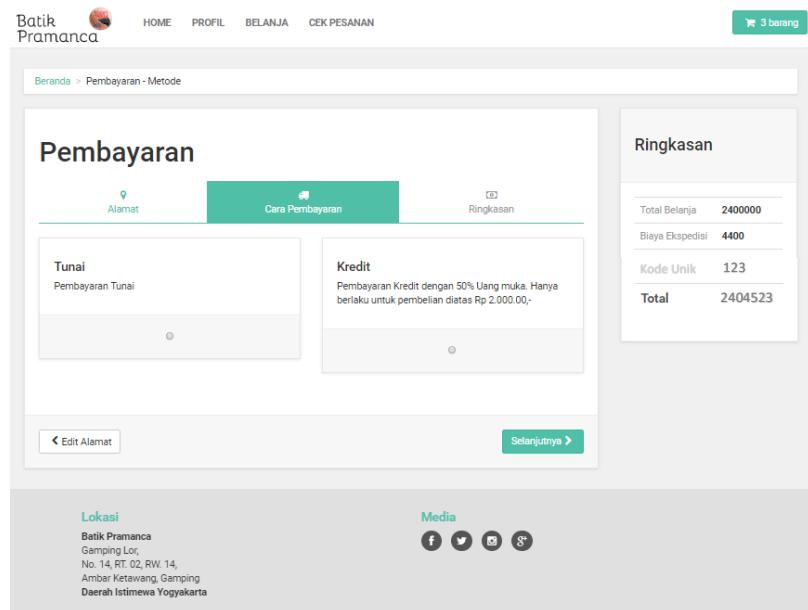 Batik
Pramanca
HOME PROFIL BELANJA CEK PESANAN
3 barang
Beranda > Pembayaran - Metode
Pembayaran
Alamat
Cara Pembayaran
Ringkasan
Tunai
Pembayaran Tunai
Kredit
Pembayaran Kredit dengan 50% Uang muka. Hanya
berlaku untuk pembelian diatas Rp 2.000.00,-
Edit Alamat
Selanjutnya
Ringkasan
Total Belanja 2400000
Biaya Ekspedisi 4400
Kode Unik 123
Total 2404523
Lokasi
Batik Pramanca
Gamping Lor,
No. 14, RT. 02, RW. 14,
Ambar Ketawang, Gamping
Daerah Istimewa Yogyakarta
Media